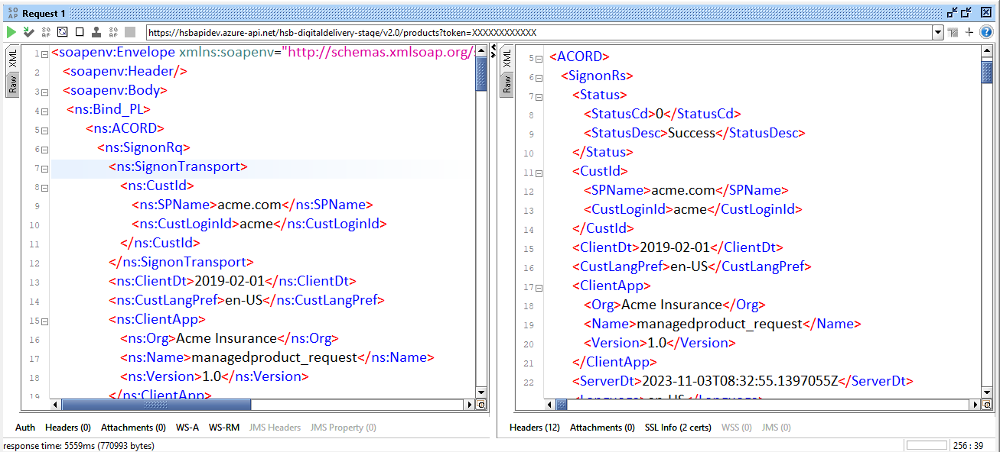 SO AP Request 1
https://hsbapidev.azure-api.net/hsb-digitaldelivery-stage/v2.0/products?token=XXXXXXXXXXXX
XML
Raw
1 <soapenv:Envelope xmlns:soapenv="http://schemas.xmlsoap.org/
2 <soapenv:Header/>
3 <soapenv:Body>
4 <ns:Bind_PL>
5 <ns:ACORD>
6 <ns:SignonRq>
7 <ns:SignonTransport>
8 <ns:CustId>
9 <ns:SPName>acme.com</ns:SPName>
10 <ns:CustLoginId>acme</ns:CustLoginId>
11 </ns:CustId>
12 </ns:SignonTransport>
13 <ns:ClientDt>2019-02-01</ns:ClientDt>
14 <ns:CustLangPref>en-US</ns:CustLangPref>
15 <ns:ClientApp>
16 <ns:Org>Acme Insurance</ns:Org>
17 <ns:Name>managedproduct_request</ns:Name>
18 <ns:Version>1.0</ns:Version>
19 </ns:ClientApp>
XML
Raw
5 <ACORD>
6 <SignonRs>
7 <Status>
8 <StatusCd>0</StatusCd>
9 <StatusDesc>Success</StatusDesc>
10 </Status>
11 <CustId>
12 <SPName>acme.com</SPName>
13 <CustLoginId>acme</CustLoginId>
14 </CustId>
15 <ClientDt>2019-02-01</ClientDt>
16 <CustLangPref>en-US</CustLangPref>
17 <ClientApp>
18 <Org>Acme Insurance</Org>
19 <Name>managedproduct_request</Name>
20 <Version>1.0</Version>
21 </ClientApp>
22 <ServerDt>2023-11-03T08:32:55.1397055Z</ServerDt>
<Language>en-US</Language>
Auth Headers (0) Attachments (0) WS-A WS-RM JMS Headers JMS Property (0)
Headers (12) Attachments (0) SSL Info (2 certs) WSS (0) JMS (0)
response time: 5559ms (770993 bytes)
256 : 39